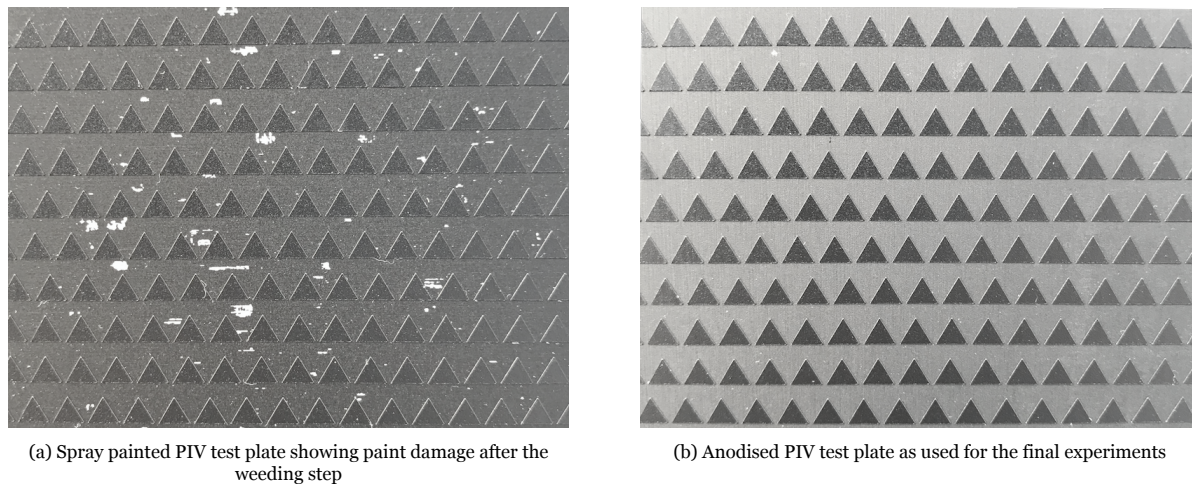 (a) Spray painted PIV test plate showing paint damage after the
weeding step
(b) Anodised PIV test plate as used for the final experiments